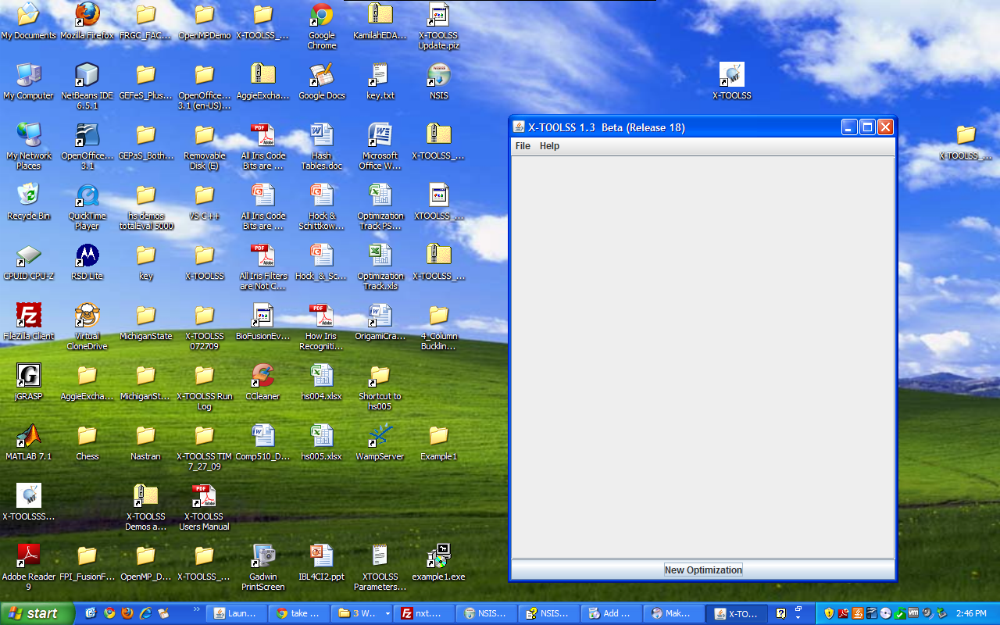 My Documents
Mozilla Firefox
FRGC_FAC...
OpenMPDemo
X-TOOLSS_...
Google
Chrome
KamilahEDA...
X-TOOLSS
Update.piz
My Computer
NetBeans IDE
6.5.1
GEFeS_Plus...
OpenOffice...
3.1 (en-US)...
AggieExcha...
Google Docs
key.txt
NSIS
X-TOOLSS
My Network
Places
OpenOffice...
3.1
GEPaS_Both...
Removable
Disk (E)
All Iris Code
Bits are ...
Hash
Tables.doc
Microsoft
Office W...
X-TOOLSS_...
X-TOOLSS_...
Recycle Bin
QuickTime
Player
hs demos
totalEval 5000
VS C++
All Iris Code
Bits are ...
Hock &
Schittkow...
Optimization
Track PS...
XTOOLSS_...
CPUID CPU-Z
RSD Lite
key
X-TOOLSS
All Iris Filters
are Not C...
Hock_&_Sc...
Optimization
Track.xls
X-TOOLSS_...
FileZilla Client
Virtual
CloneDrive
MichiganState
X-TOOLSS
072709
BioFusionEv...
How Iris
Recogniti...
OrigamiCra...
4_Column
Bucklin...
jGRASP
AggieExcha...
MichiganSt...
X-TOOLSS Run
Log
CCleaner
hs004.xlsx
Shortcut to
hs005
MATLAB 7.1
Chess
Nastran
X-TOOLSS TIM
7_27_09
Comp510_D...
hs005.xlsx
WampServer
Example1
X-TOOLSSS...
X-TOOLSS
Demos a...
X-TOOLSS
Users Manual
Adobe Reader
9
FPI_FusionF...
OpenMP_D...
X-TOOLSS_...
Gadwin
PrintScreen
IBL4CI2.ppt
XTOOLSS
Parameters...
example1.exe
X-TOOLSS 1.3 Beta (Release 18)
File Help
New Optimization
start
Laun...
take ...
3 W...
nxt....
NSIS...
NSIS...
Add ...
Mak...
X-TO...
2:46 PM